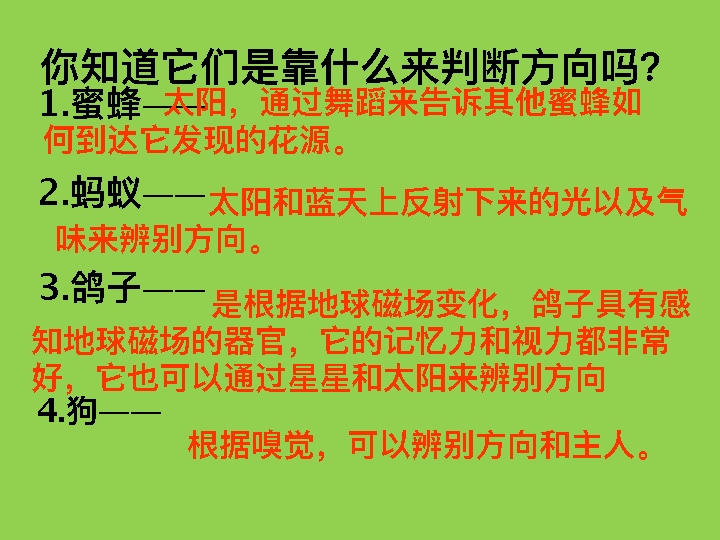 你知道它们是靠什么来判断方向吗?
1.蜜蜂——太阳，通过舞蹈来告诉其他蜜蜂如
何到达它发现的花源。
2.蚂蚁——太阳和蓝天上反射下来的光以及气
味来辨别方向。
3.鸽子——是根据地球磁场变化，鸽子具有感
知地球磁场的器官，它的记忆力和视力都非常
好，它也可以通过星星和太阳来辨别方向
4.狗——
根据嗅觉，可以辨别方向和主人。